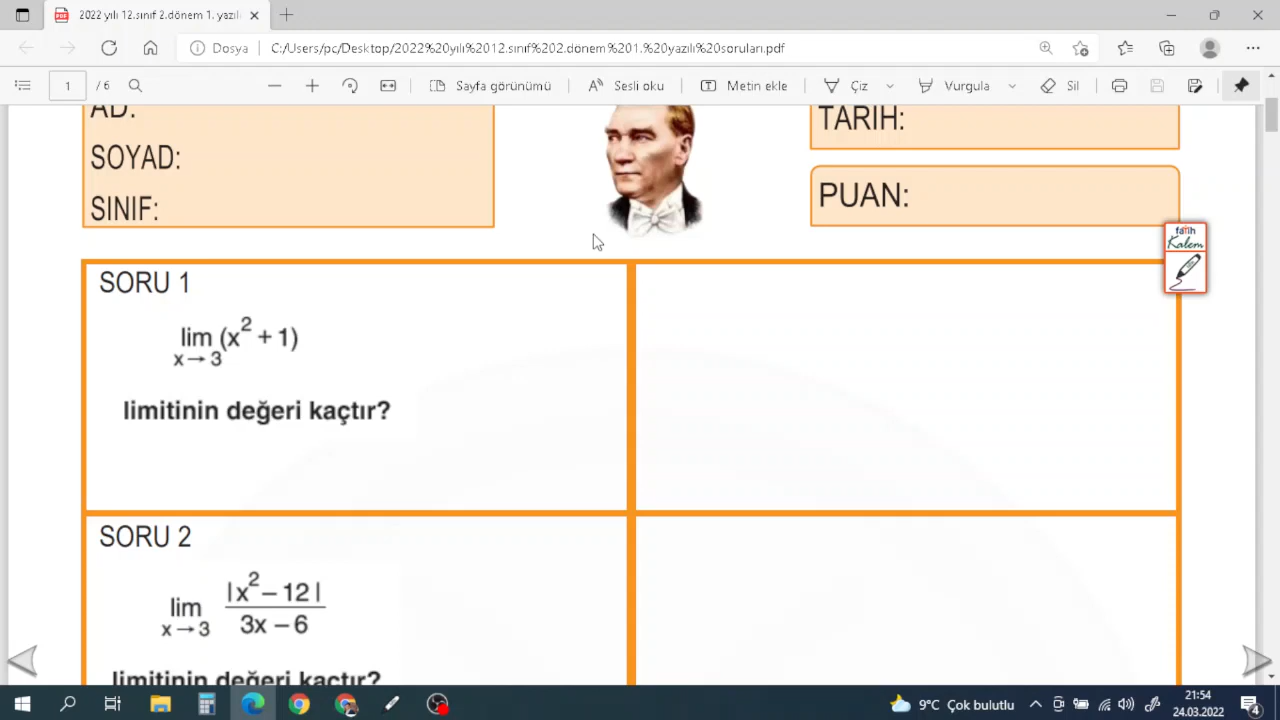 2022 yılı 12.sınıf 2.dönem 1. yazılı
Dosya
C:/Users/pc/Desktop/2022%20yılı%2012.sınıf%202.dönem%201.%20yazılı%20soruları.pdf
1 / 6
Sayfa görünümü
Sesli oku
Metin ekle
Çiz
Vurgula
Sil
AD:
SOYAD:
SINIF:
TARİH:
PUAN:
fatih
Kalem
SORU 1
lim (x² + 1)
x → 3
limitinin değeri kaçtır?
SORU 2
|x² – 12|
lim
3x – 6
x → 3
limitinin değeri kaçtır?
9°C Çok bulutlu
21:54
24.03.2022
4